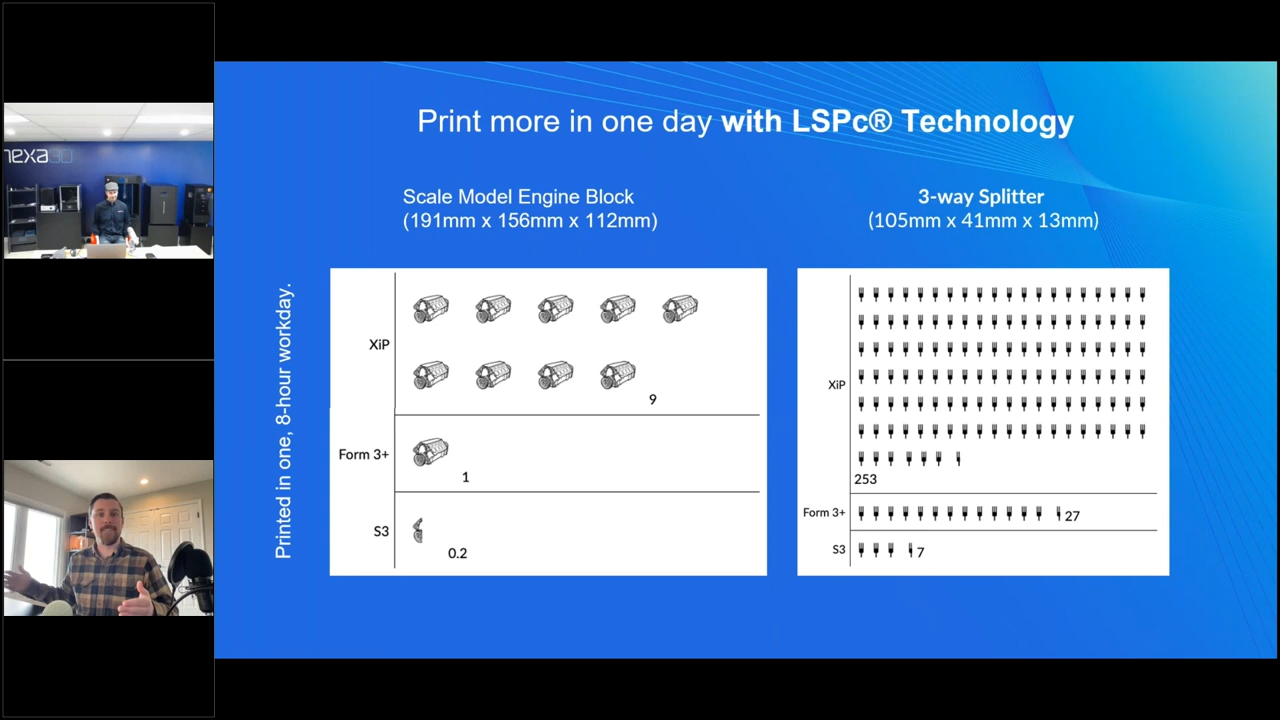 nexa3D
Print more in one day with LSPc® Technology
Scale Model Engine Block
(191mm x 156mm x 112mm)
3-way Splitter
(105mm x 41mm x 13mm)
Printed in one, 8-hour workday.
XiP
9
Form 3+
1
S3
0.2
XiP
253
Form 3+
27
S3
7